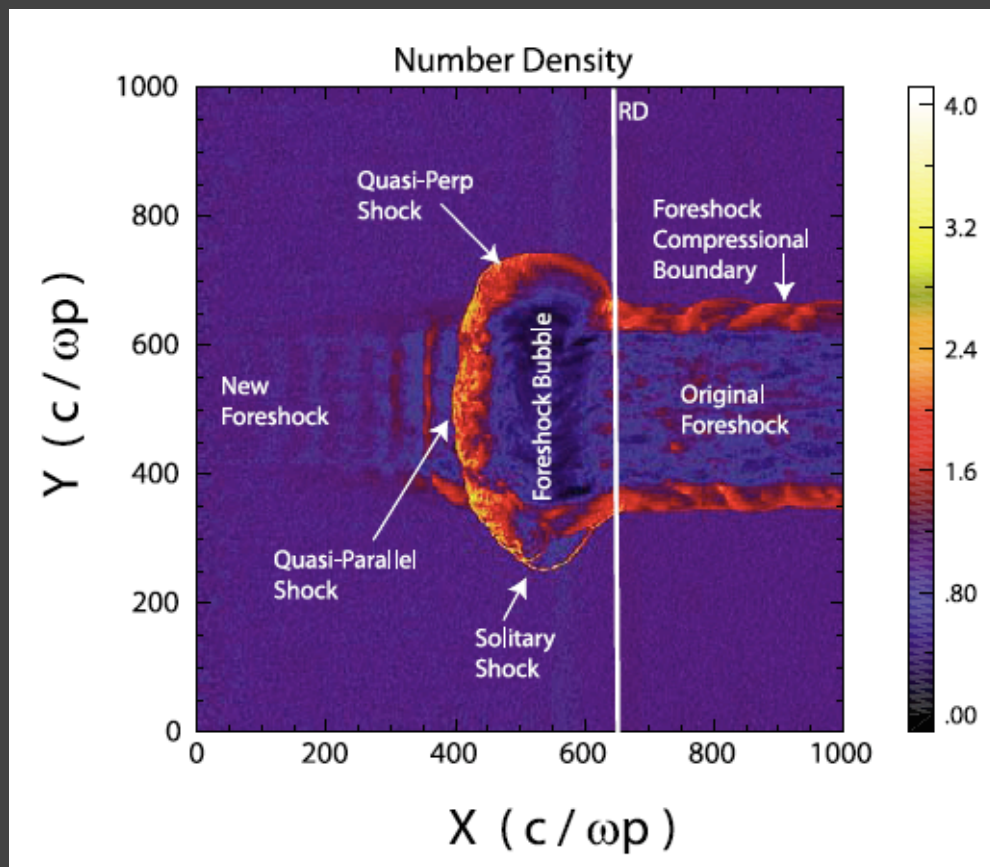 Number Density
1000
800
600
400
200
0
Y ( c / ωp )
0
200
400
600
800
1000
X ( c / ωp )
RD
Quasi-Perp
Shock
Foreshock
Compressional
Boundary
New
Foreshock
Foreshock Bubble
Original
Foreshock
Quasi-Parallel
Shock
Solitary
Shock
4.0
3.2
2.4
1.6
.80
.00